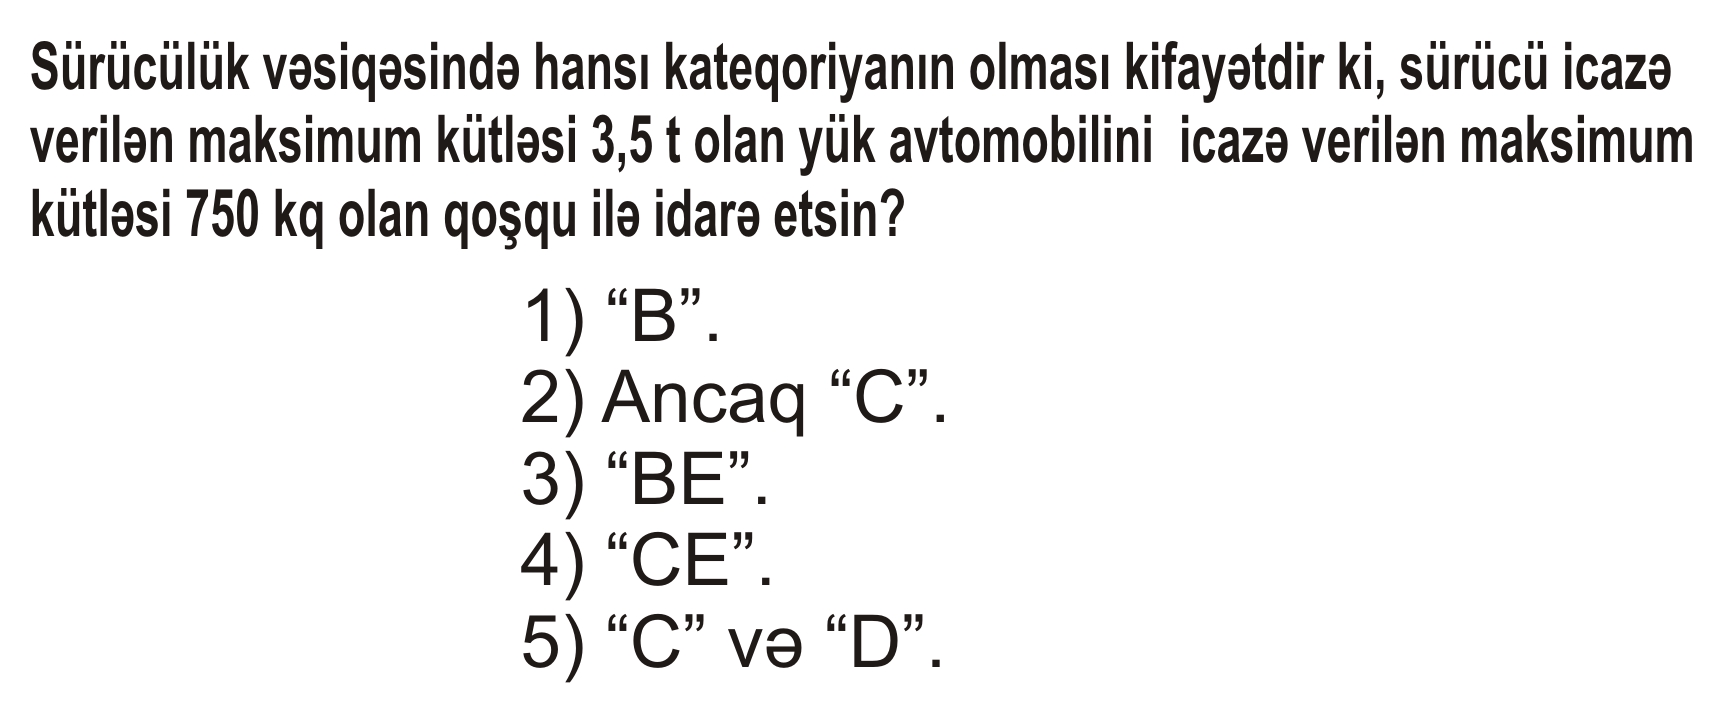 Sürücülük vəsiqəsində hansı kateqoriyanın olması kifayətdir ki, sürücü icazə
verilən maksimum kütləsi 3,5 t olan yük avtomobilini icazə verilən maksimum
kütləsi 750 kq olan qoşqu ilə idarə etsin?
1) “B”.
2) Ancaq “C”.
3) “BE”.
4) “CE”.
5) “C” və “D”.